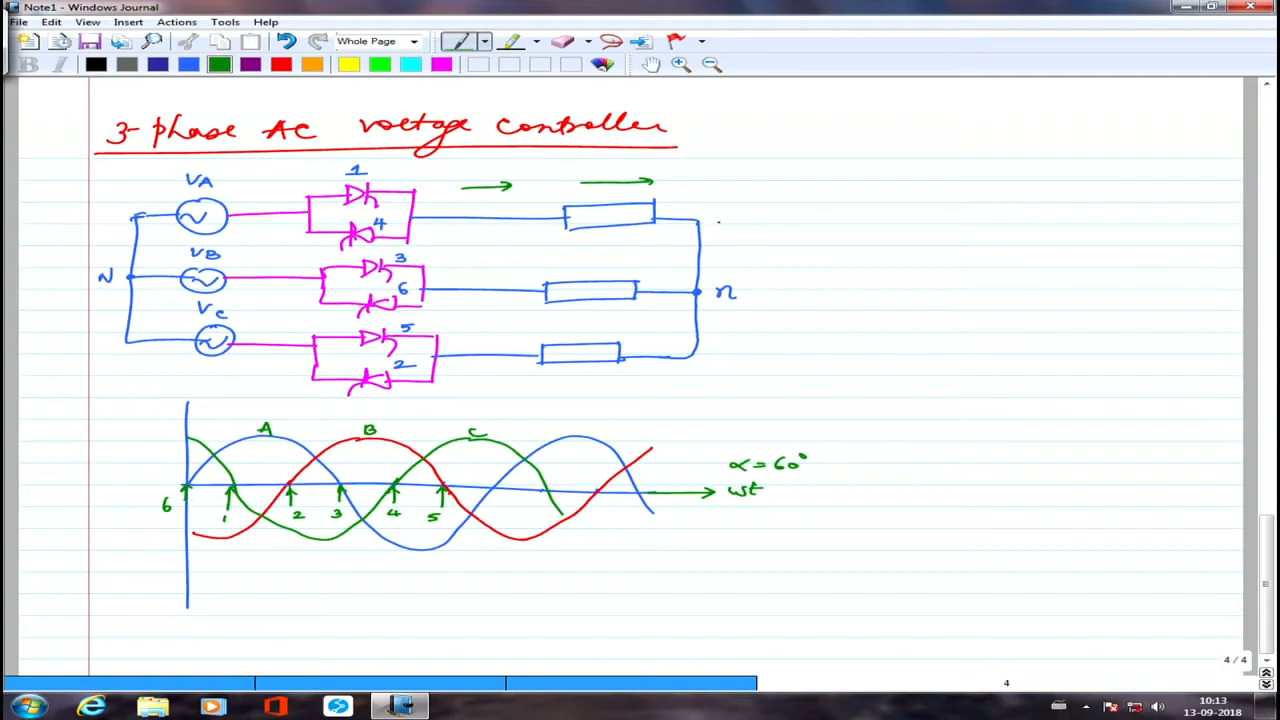 Note1 - Windows Journal
File Edit View Insert Actions Tools Help
Whole Page
B I
3-phase AC voltage controller
VA
1
4
VB
3
N
6
n
VC
5
2
A B C
α = 60°
ωt
6 1 2 3 4 5
4 / 4
4
10:13
13-09-2018